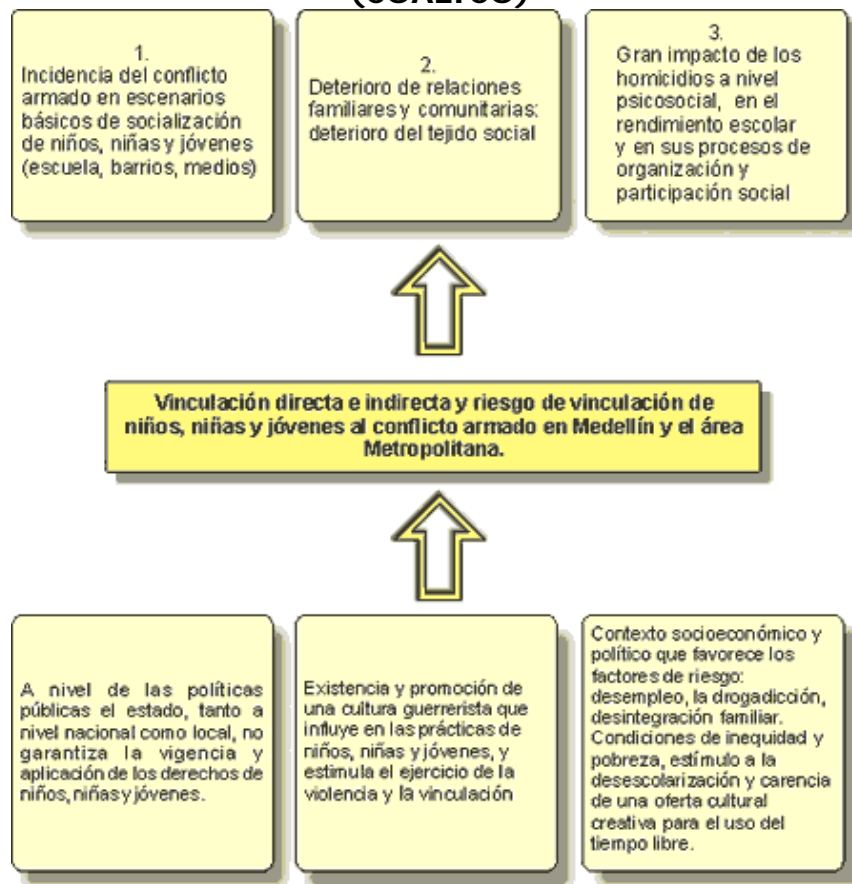 1.
Incidencia del conflicto
armado en escenarios
básicos de socialización
de niños, niñas y jóvenes
(escuela, barrios, medios)
2.
Deterioro de relaciones
familiares y comunitarias:
deterioro del tejido social
3.
Gran impacto de los
homicidios a nivel
psicosocial, en el
rendimiento escolar
y en sus procesos de
organización y
participación social
Vinculación directa e indirecta y riesgo de vinculación de
niños, niñas y jóvenes al conflicto armado en Medellín y el área
Metropolitana.
A nivel de las políticas
públicas el estado, tanto a
nivel nacional como local, no
garantiza la vigencia y
aplicación de los derechos de
niños, niñas y jóvenes.
Existencia y promoción de
una cultura guerrerista que
influye en las prácticas de
niños, niñas y jóvenes, y
estimula el ejercicio de la
violencia y la vinculación
Contexto socioeconómico y
político que favorece los
factores de riesgo:
desempleo, la drogadicción,
desintegración familiar.
Condiciones de inequidad y
pobreza, estímulo a la
desescolarización y carencia
de una oferta cultural
creativa para el uso del
tiempo libre.